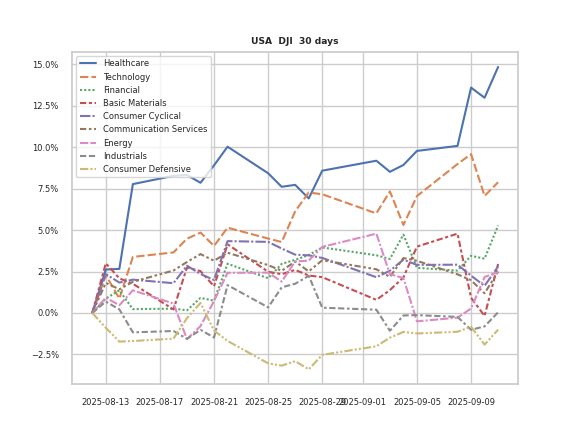 USA DJI 30 days
15.0%
12.5%
10.0%
7.5%
5.0%
2.5%
0.0%
−2.5%
Healthcare
Technology
Financial
Basic Materials
Consumer Cyclical
Communication Services
Energy
Industrials
Consumer Defensive
2025-08-13 2025-08-17 2025-08-21 2025-08-25 2025-08-29 2025-09-01 2025-09-05 2025-09-09